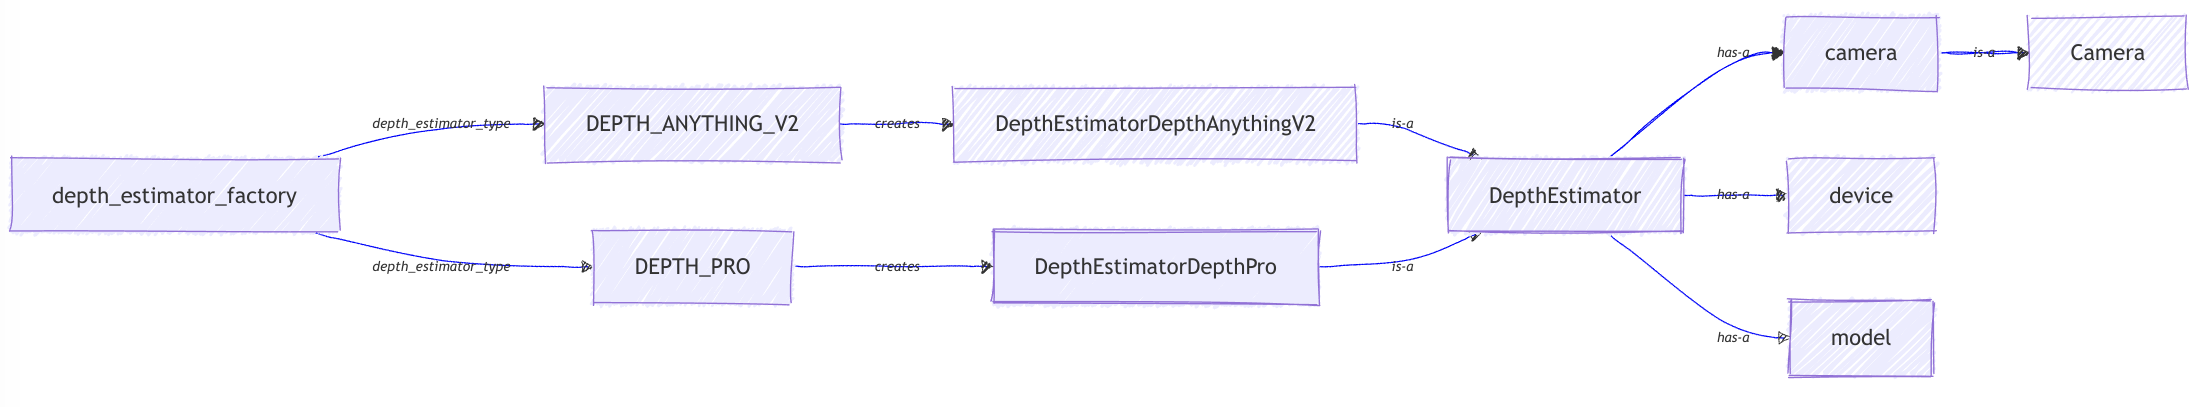 depth_estimator_factory
depth_estimator_type
DEPTH_ANYTHING_V2
creates
DepthEstimatorDepthAnythingV2
is-a
depth_estimator_type
DEPTH_PRO
creates
DepthEstimatorDepthPro
is-a
DepthEstimator
has-a
camera
is-a
Camera
has-a
device
has-a
model